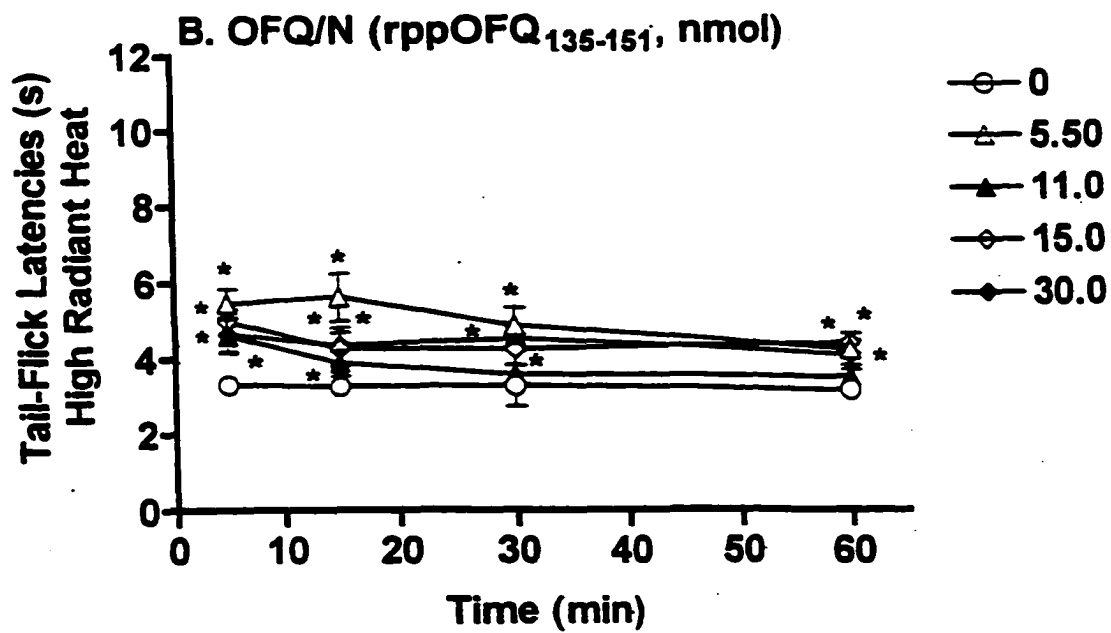 B. OFQ/N (rppOFQ135-151, nmol)
Tail-Flick Latencies (s)
High Radiant Heat
12
10
8
6
4
2
0
0 10 20 30 40 50 60
Time (min)
0
5.50
11.0
15.0
30.0
* * * * * * * * * * * * * * *